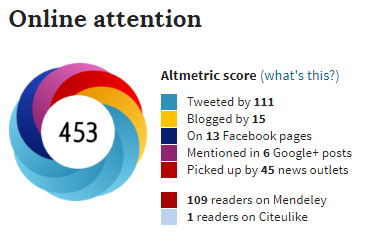 Online attention
453
Altmetric score (what's this?)
Tweeted by 111
Blogged by 15
On 13 Facebook pages
Mentioned in 6 Google+ posts
Picked up by 45 news outlets
109 readers on Mendeley
1 readers on Citeulike